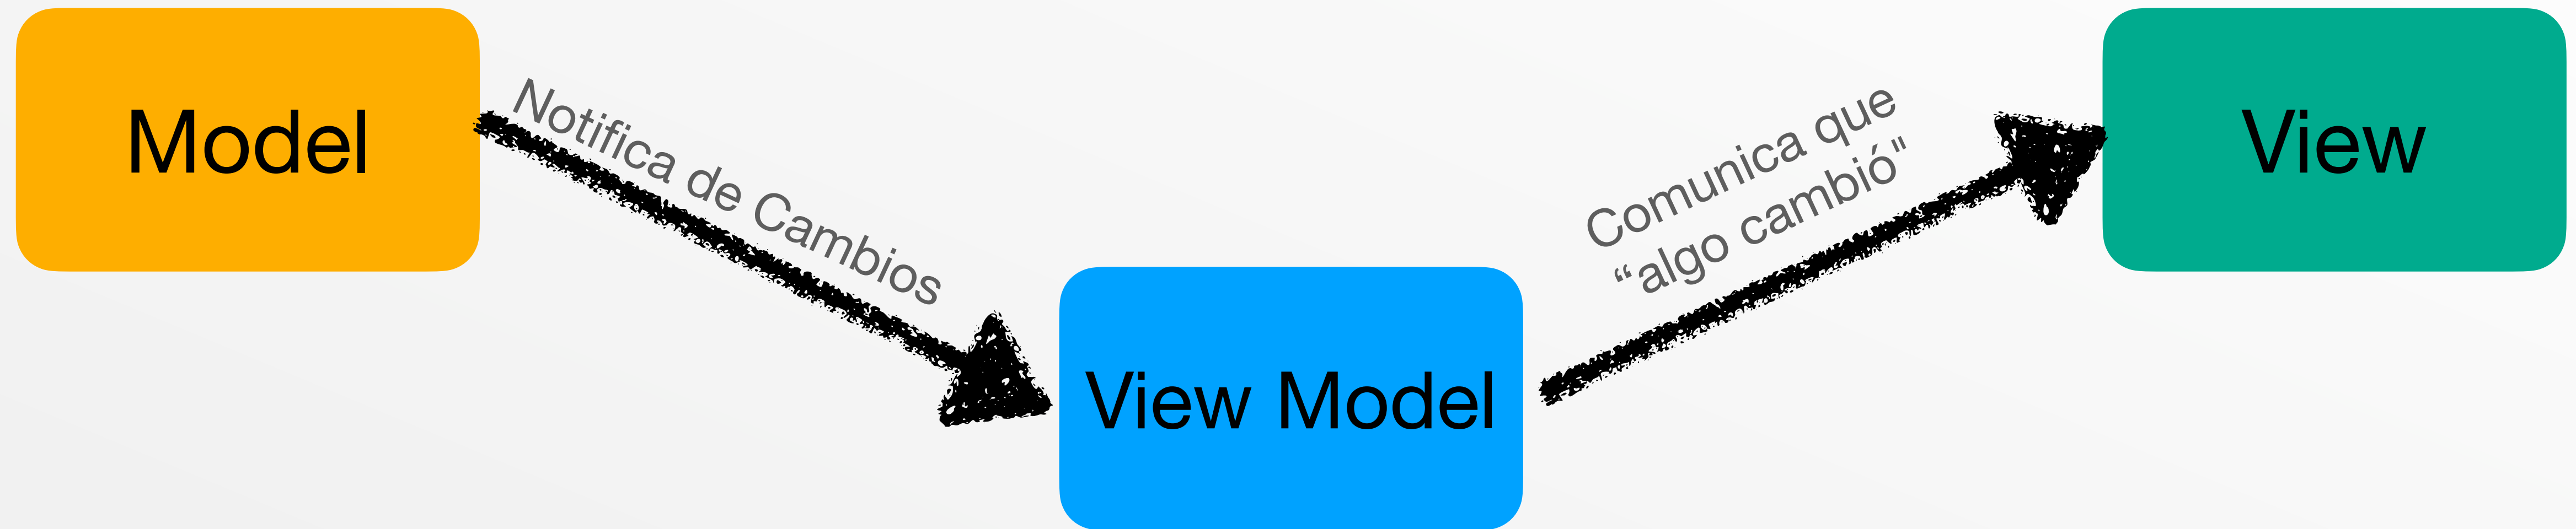 Model
Notifica de Cambios
View Model
Comunica que
“algo cambió"
View